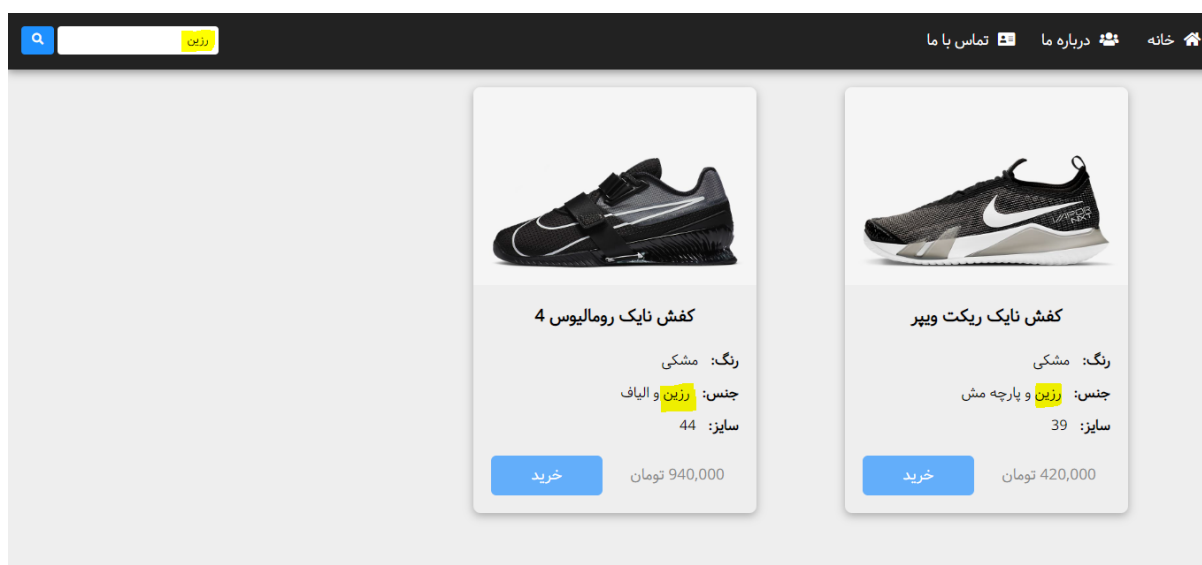 خانه درباره ما تماس با ما رزین
VAPOR
NXT
کفش نایک ریکت ویپر
رنگ: مشکی
جنس: رزین و پارچه مش
سایز: 39
420,000 تومان خرید
کفش نایک رومالیوس 4
رنگ: مشکی
جنس: رزین و الیاف
سایز: 44
940,000 تومان خرید